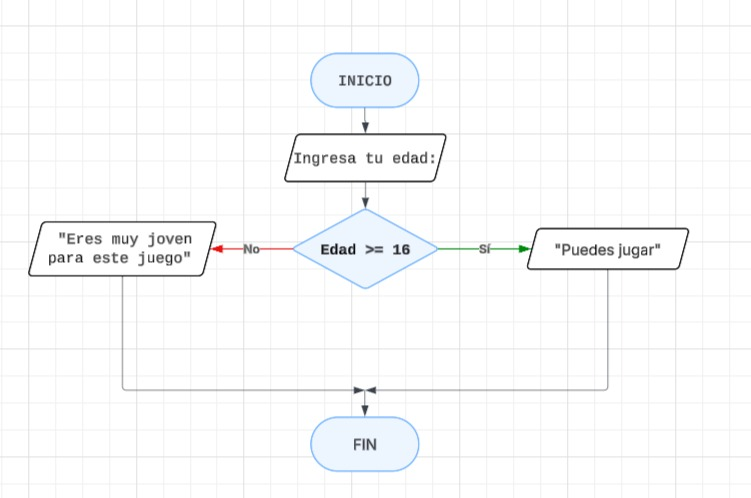 INICIO
Ingresa tu edad:
"Eres muy joven
para este juego"
No
Edad >= 16
Sí
"Puedes jugar"
FIN